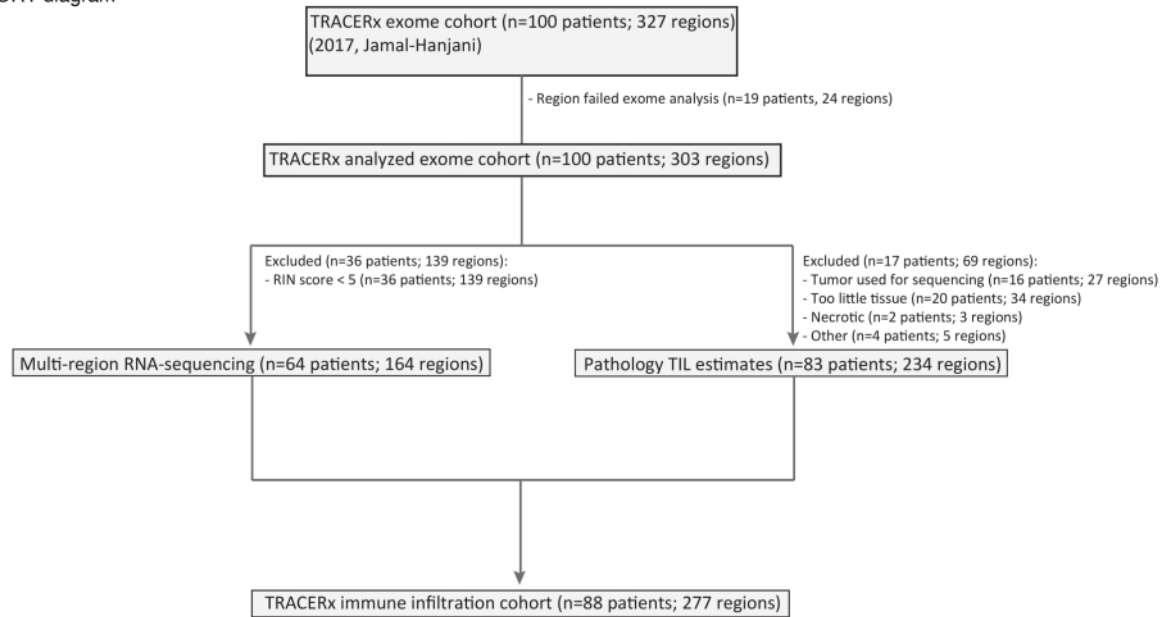 diagram
TRACERx exome cohort (n=100 patients; 327 regions)
(2017, Jamal-Hanjani)
- Region failed exome analysis (n=19 patients, 24 regions)
TRACERx analyzed exome cohort (n=100 patients; 303 regions)
Excluded (n=36 patients; 139 regions):
- RIN score < 5 (n=36 patients; 139 regions)
Excluded (n=17 patients; 69 regions):
- Tumor used for sequencing (n=16 patients; 27 regions)
- Too little tissue (n=20 patients; 34 regions)
- Necrotic (n=2 patients; 3 regions)
- Other (n=4 patients; 5 regions)
Multi-region RNA-sequencing (n=64 patients; 164 regions)
Pathology TIL estimates (n=83 patients; 234 regions)
TRACERx immune infiltration cohort (n=88 patients; 277 regions)